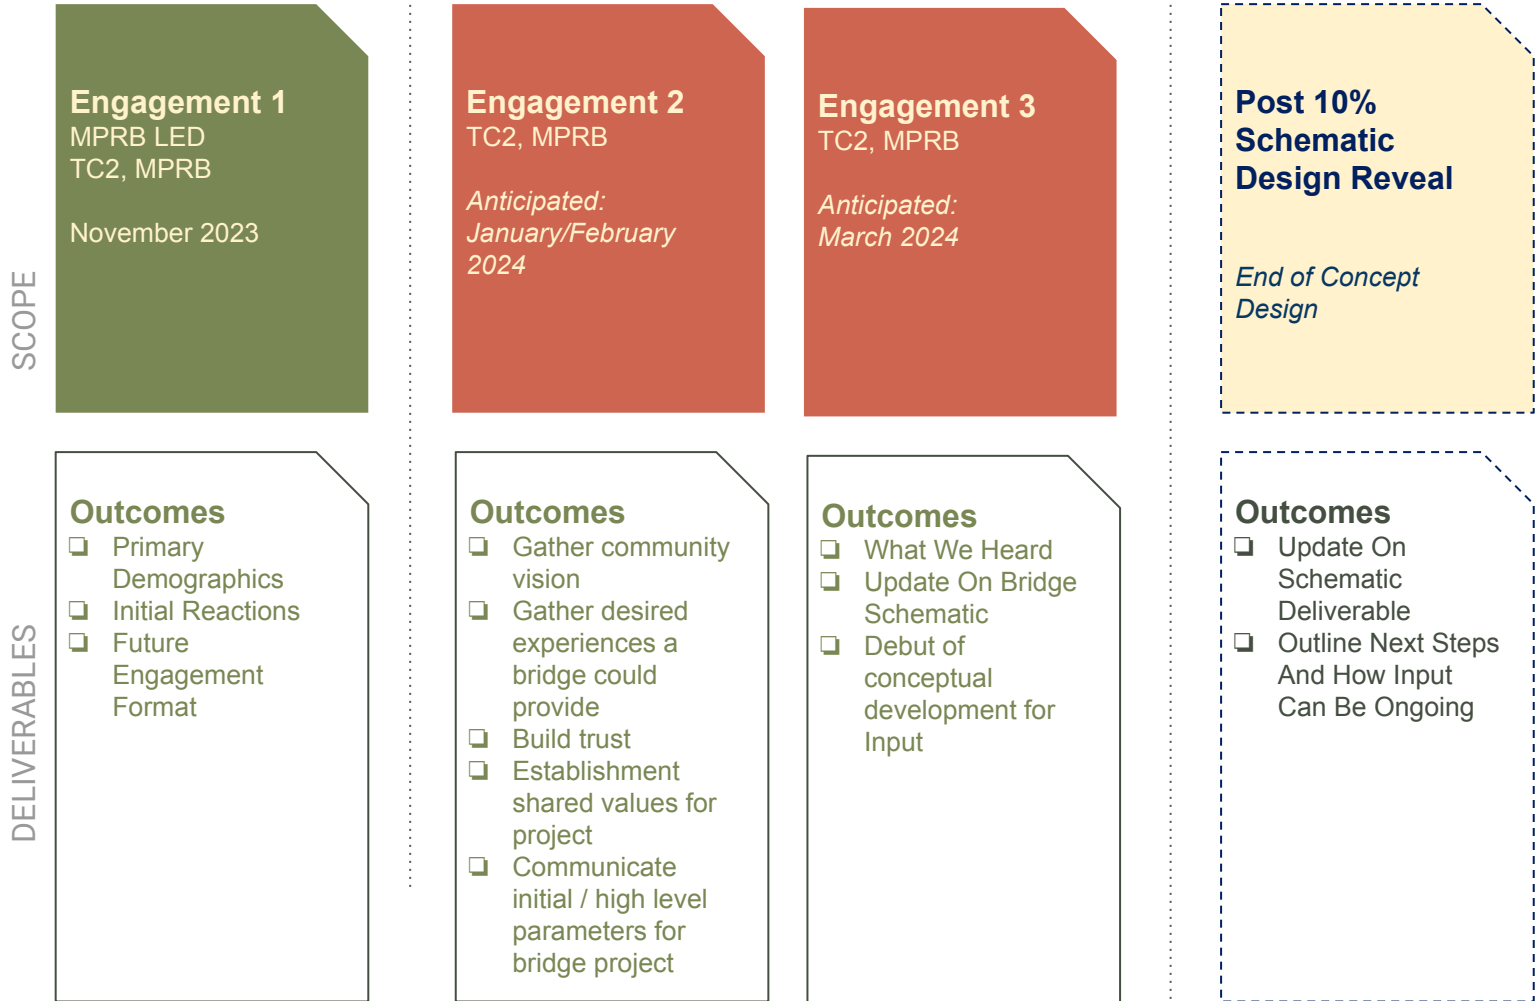 SCOPE
Engagement 1
MPRB LED
TC2, MPRB
November 2023
Engagement 2
TC2, MPRB
Anticipated:
January/February
2024
Engagement 3
TC2, MPRB
Anticipated:
March 2024
Post 10%
Schematic
Design Reveal
End of Concept
Design
DELIVERABLES
Outcomes
❏ Primary
Demographics
❏ Initial Reactions
❏ Future
Engagement
Format
Outcomes
❏ Gather community
vision
❏ Gather desired
experiences a
bridge could
provide
❏ Build trust
❏ Establishment
shared values for
project
❏ Communicate
initial / high level
parameters for
bridge project
Outcomes
❏ What We Heard
❏ Update On Bridge
Schematic
❏ Debut of
conceptual
development for
Input
Outcomes
❏ Update On
Schematic
Deliverable
❏ Outline Next Steps
And How Input
Can Be Ongoing